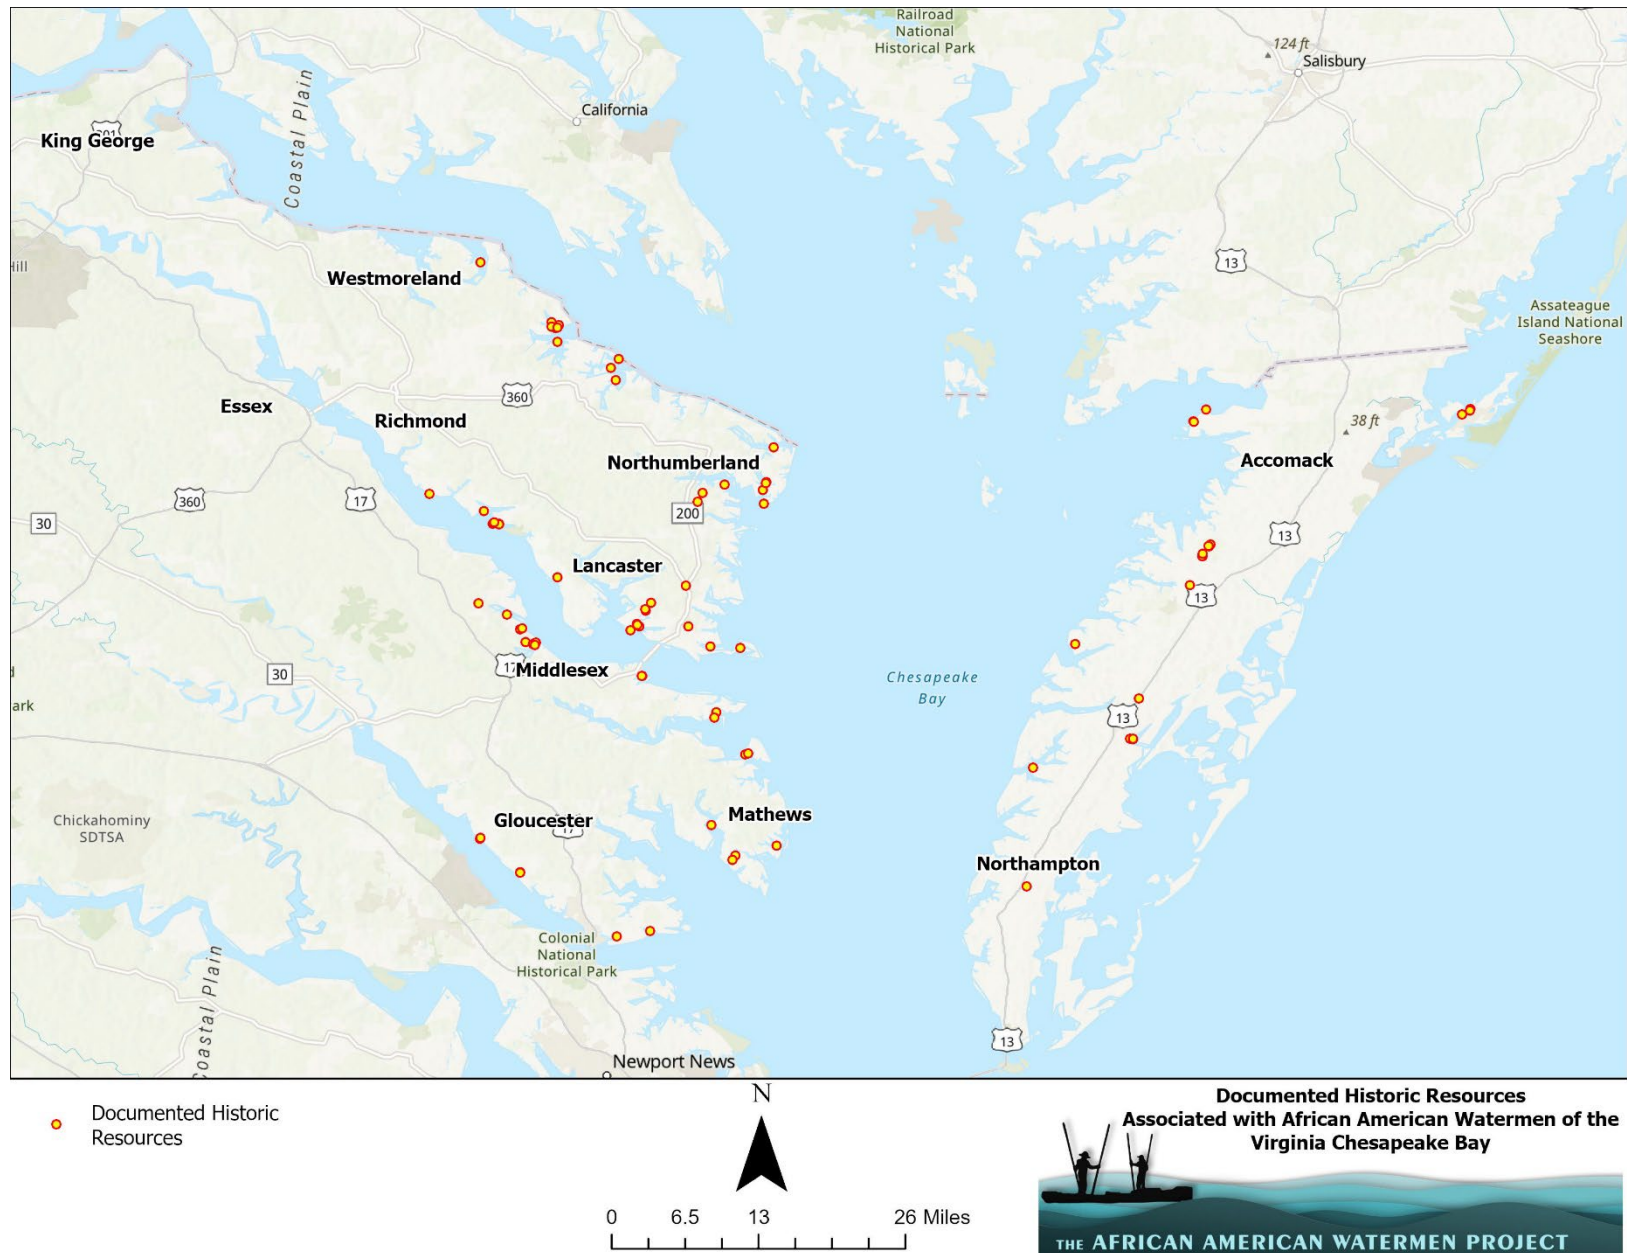 Railroad
National
Historical Park
124 ft
Salisbury
California
Coastal Plain
King George
Westmoreland
13
Assateague
Island National
Seashore
Hill
360
Essex
Richmond
38 ft
Accomack
Northumberland
360
17
200
30
13
Lancaster
13
17
Middlesex
30
Chesapeake
Bay
ark
13
Chickahominy
SDTSA
Gloucester
17
Mathews
Northampton
Colonial
National
Historical Park
Coastal Plain
13
Newport News
Documented Historic
Resources
N
0 6.5 13 26 Miles
Documented Historic Resources
Associated with African American Watermen of the
Virginia Chesapeake Bay
THE AFRICAN AMERICAN WATERMEN PROJECT